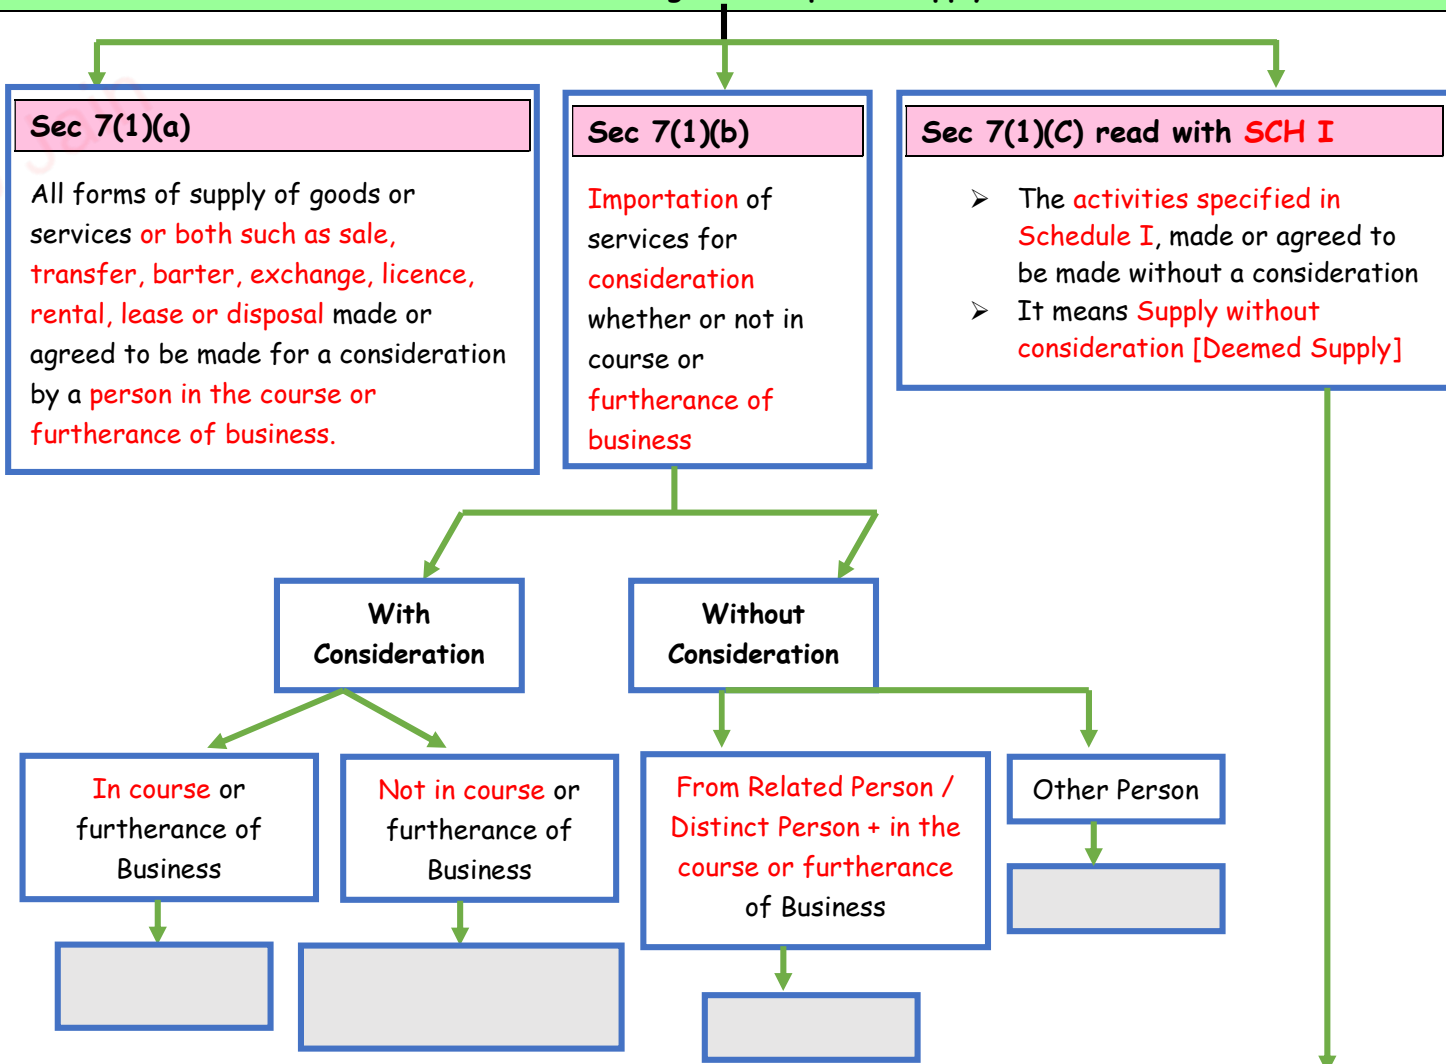 Jain
Sec 7(1)(a)
All forms of supply of goods or
services or both such as sale,
transfer, barter, exchange, licence,
rental, lease or disposal made or
agreed to be made for a consideration
by a person in the course or
furtherance of business.
Sec 7(1)(b)
Importation of
services for
consideration
whether or not in
course or
furtherance of
business
Sec 7(1)(C) read with SCH I
➢ The activities specified in
Schedule I, made or agreed to
be made without a consideration
➢ It means Supply without
consideration [Deemed Supply]
With
Consideration
Without
Consideration
In course or
furtherance of
Business
Not in course or
furtherance of
Business
From Related Person /
Distinct Person + in the
course or furtherance
of Business
Other Person